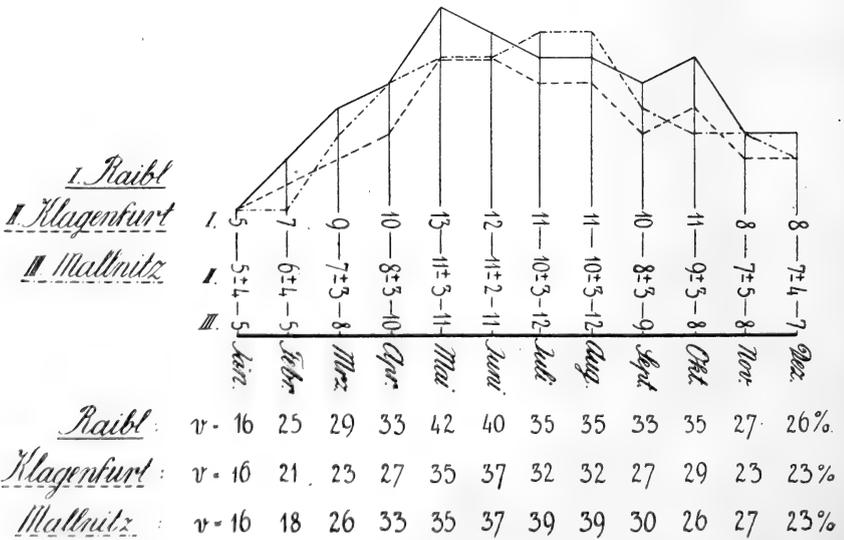 I. Raibl
II. Klagenfurt I. 5 7 9 10 13 12 11 11 10 11 8 8
III Mallnitz II. 5±4 6±4 7±3 8±3 11±3 11±2 10±3 10±3 8±3 9±3 7±5 7±4
III. 5 5 8 10 11 11 12 12 9 8 8 7
Jän. Febr. Mrz. Apr. Mai Juni Juli Aug. Sept Okt. Nov. Dez.
Raibl: v = 16 25 29 33 42 40 35 35 33 35 27 26%
Klagenfurt: v = 16 21 23 27 35 37 32 32 27 29 23 23%
Mallnitz: v = 16 18 26 33 35 37 39 39 30 26 27 23%